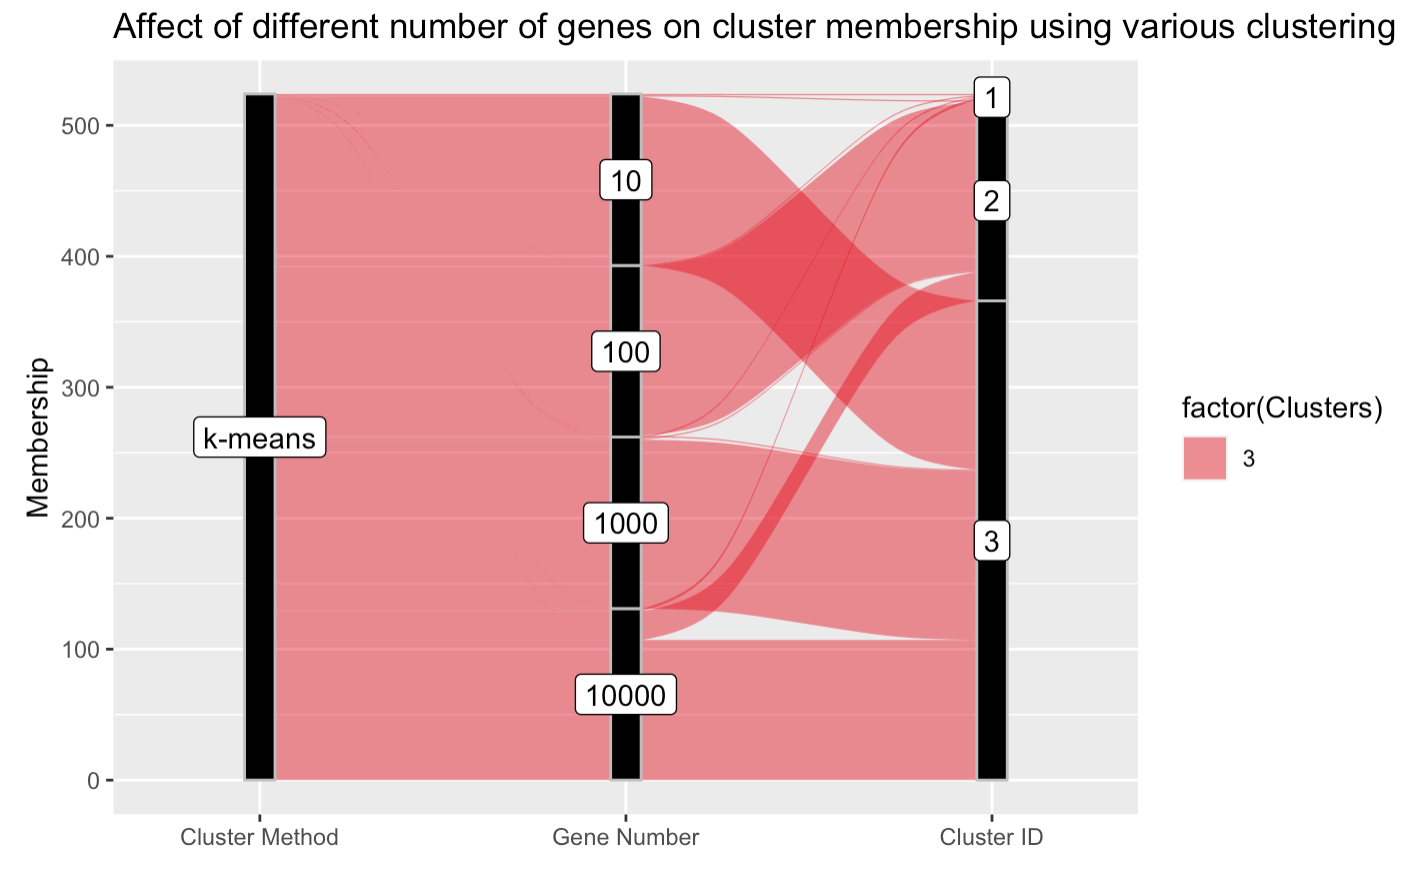 Affect of different number of genes on cluster membership using various clustering
Membership
500
400
300
200
100
0
k-means
10
100
1000
10000
1
2
3
Cluster Method
Gene Number
Cluster ID
factor(Clusters)
3